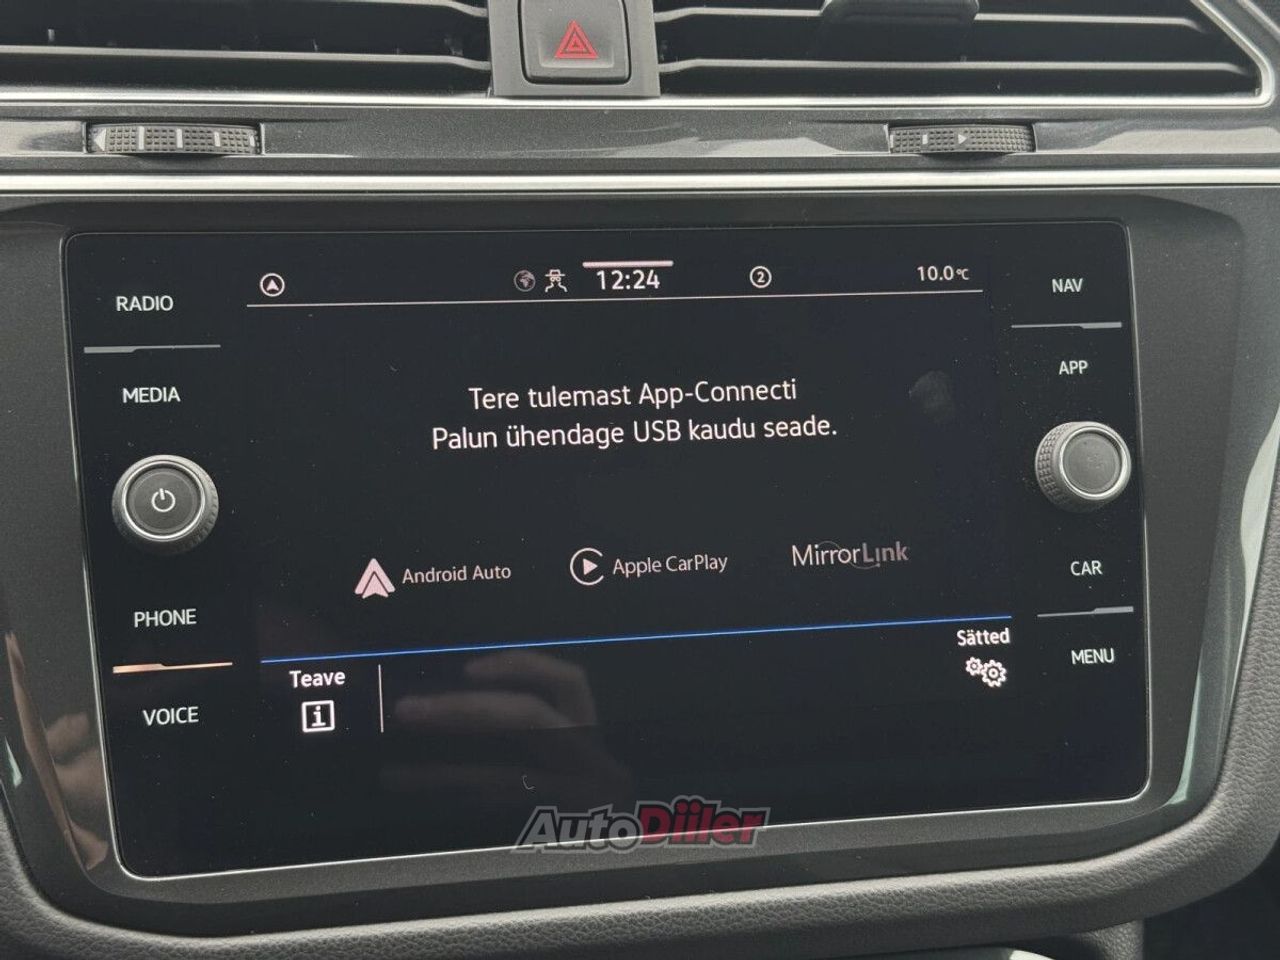 RADIO
MEDIA
PHONE
VOICE
12:24
2
10.0°C
Tere tulemast App-Connecti
Palun ühendage USB kaudu seade.
Android Auto
Apple CarPlay
MirrorLink
Teave
i
Sätted
NAV
APP
CAR
MENU
AutoDiiler